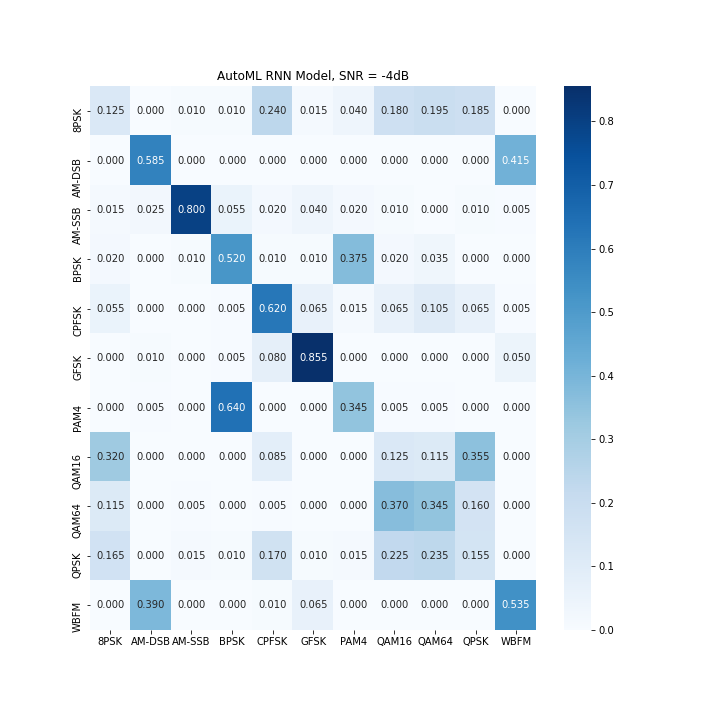 AutoML RNN Model, SNR = -4dB
8PSK 0.125 0.000 0.010 0.010 0.240 0.015 0.040 0.180 0.195 0.185 0.000
AM-DSB 0.000 0.585 0.000 0.000 0.000 0.000 0.000 0.000 0.000 0.000 0.415
AM-SSB 0.015 0.025 0.800 0.055 0.020 0.040 0.020 0.010 0.000 0.010 0.005
BPSK 0.020 0.000 0.010 0.520 0.010 0.010 0.375 0.020 0.035 0.000 0.000
CPFSK 0.055 0.000 0.000 0.005 0.620 0.065 0.015 0.065 0.105 0.065 0.005
GFSK 0.000 0.010 0.000 0.005 0.080 0.855 0.000 0.000 0.000 0.000 0.050
PAM4 0.000 0.005 0.000 0.640 0.000 0.000 0.345 0.005 0.005 0.000 0.000
QAM16 0.320 0.000 0.000 0.000 0.085 0.000 0.000 0.125 0.115 0.355 0.000
QAM64 0.115 0.000 0.005 0.000 0.005 0.000 0.000 0.370 0.345 0.160 0.000
QPSK 0.165 0.000 0.015 0.010 0.170 0.010 0.015 0.225 0.235 0.155 0.000
WBFM 0.000 0.390 0.000 0.000 0.010 0.065 0.000 0.000 0.000 0.000 0.535
8PSK AM-DSB AM-SSB BPSK CPFSK GFSK PAM4 QAM16 QAM64 QPSK WBFM
0.8
0.7
0.6
0.5
0.4
0.3
0.2
0.1
0.0